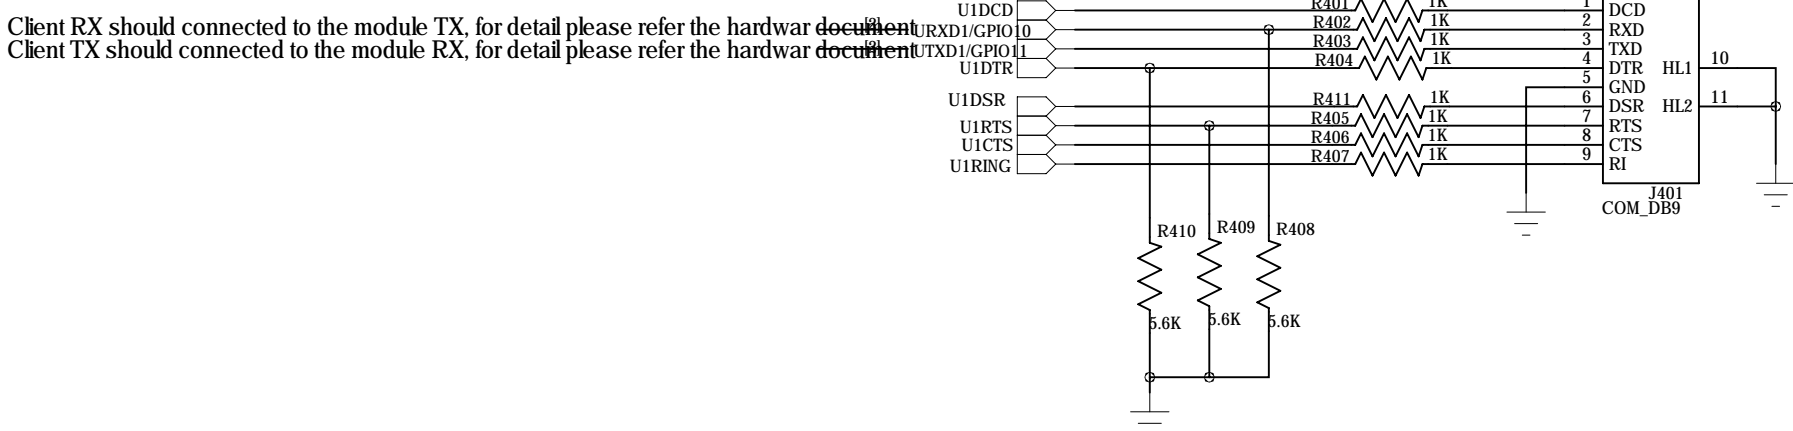 U1DCD R401 1K 1 DCD
Client RX should connected to the module TX, for detail please refer the hardwar document[2] URXD1/GPIO10 R402 1K 2 RXD
Client TX should connected to the module RX, for detail please refer the hardwar document[2] UTXD1/GPIO11 R403 1K 3 TXD
U1DTR R404 1K 4 DTR HL1 10
5 GND
U1DSR R411 1K 6 DSR HL2 11
U1RTS R405 1K 7 RTS
U1CTS R406 1K 8 CTS
U1RING R407 1K 9 RI
J401
COM_DB9
R410 R409 R408
5.6K 5.6K 5.6K